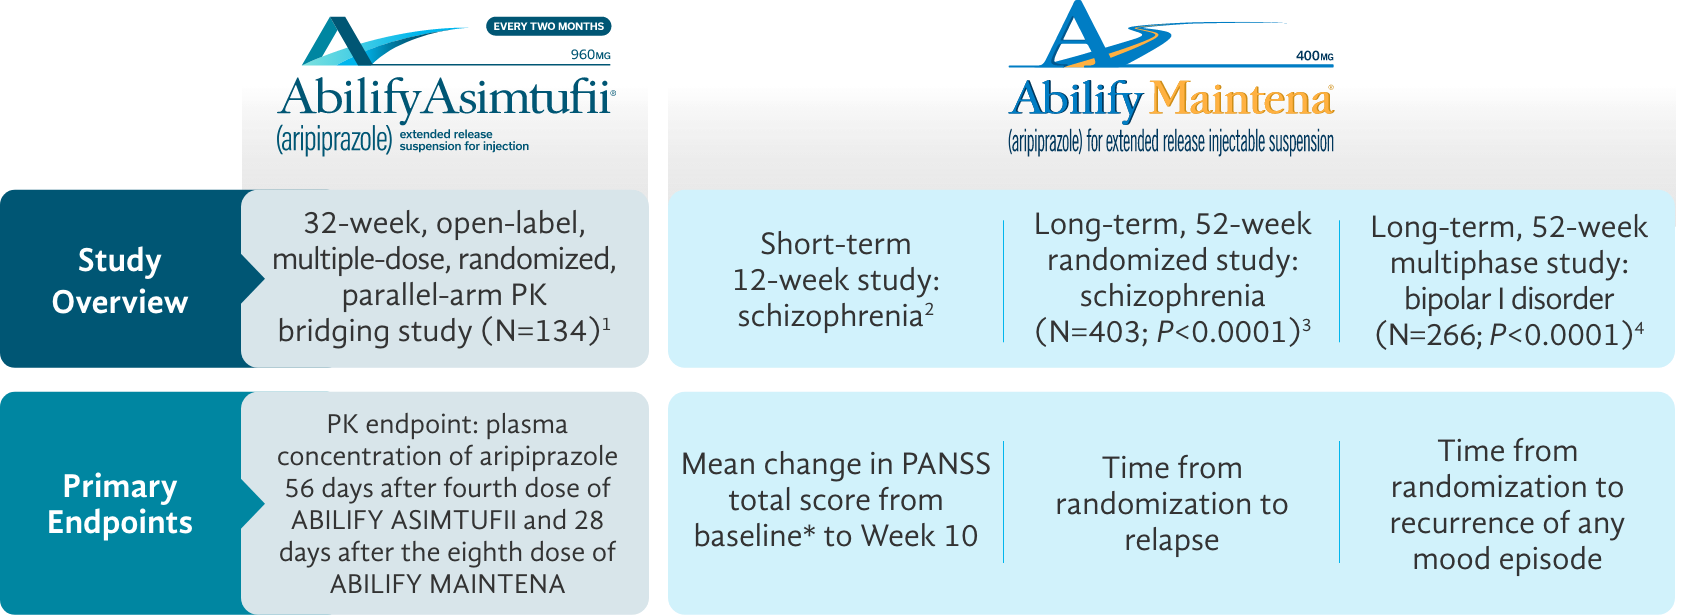 EVERY TWO MONTHS
960MG
AbilifyAsimtufii®
(aripiprazole) extended release
suspension for injection
400MG
Abilify Maintena®
(aripiprazole) for extended release injectable suspension
Study
Overview
32-week, open-label,
multiple-dose, randomized,
parallel-arm PK
bridging study (N=134)1
Short-term
12-week study:
schizophrenia2
Long-term, 52-week
randomized study:
schizophrenia
(N=403; P<0.0001)3
Long-term, 52-week
multiphase study:
bipolar I disorder
(N=266; P<0.0001)4
Primary
Endpoints
PK endpoint: plasma
concentration of aripiprazole
56 days after fourth dose of
ABILIFY ASIMTUFII and 28
days after the eighth dose of
ABILIFY MAINTENA
Mean change in PANSS
total score from
baseline* to Week 10
Time from
randomization to
relapse
Time from
randomization to
recurrence of any
mood episode